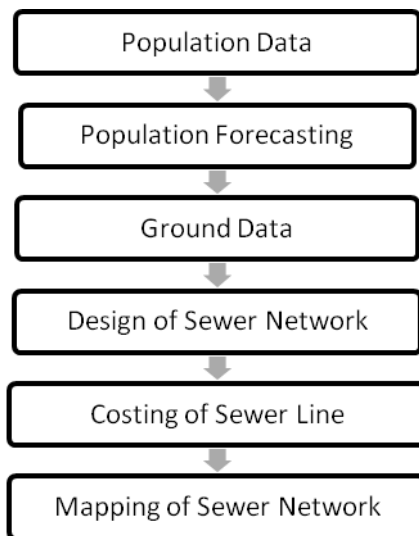 Population Data
Population Forecasting
Ground Data
Design of Sewer Network
Costing of Sewer Line
Mapping of Sewer Network